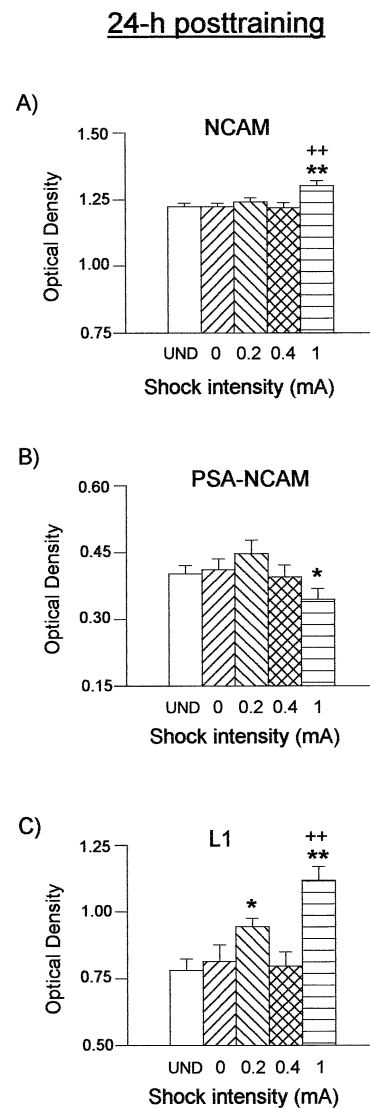 24-h posttraining
A)
NCAM
1.50
1.25
1.00
0.75
Optical Density
++
**
UND 0 0.2 0.4 1
Shock intensity (mA)
B)
PSA-NCAM
0.60
0.45
0.30
0.15
Optical Density
*
UND 0 0.2 0.4 1
Shock intensity (mA)
C)
L1
1.25
1.00
0.75
0.50
Optical Density
*
++
**
UND 0 0.2 0.4 1
Shock intensity (mA)